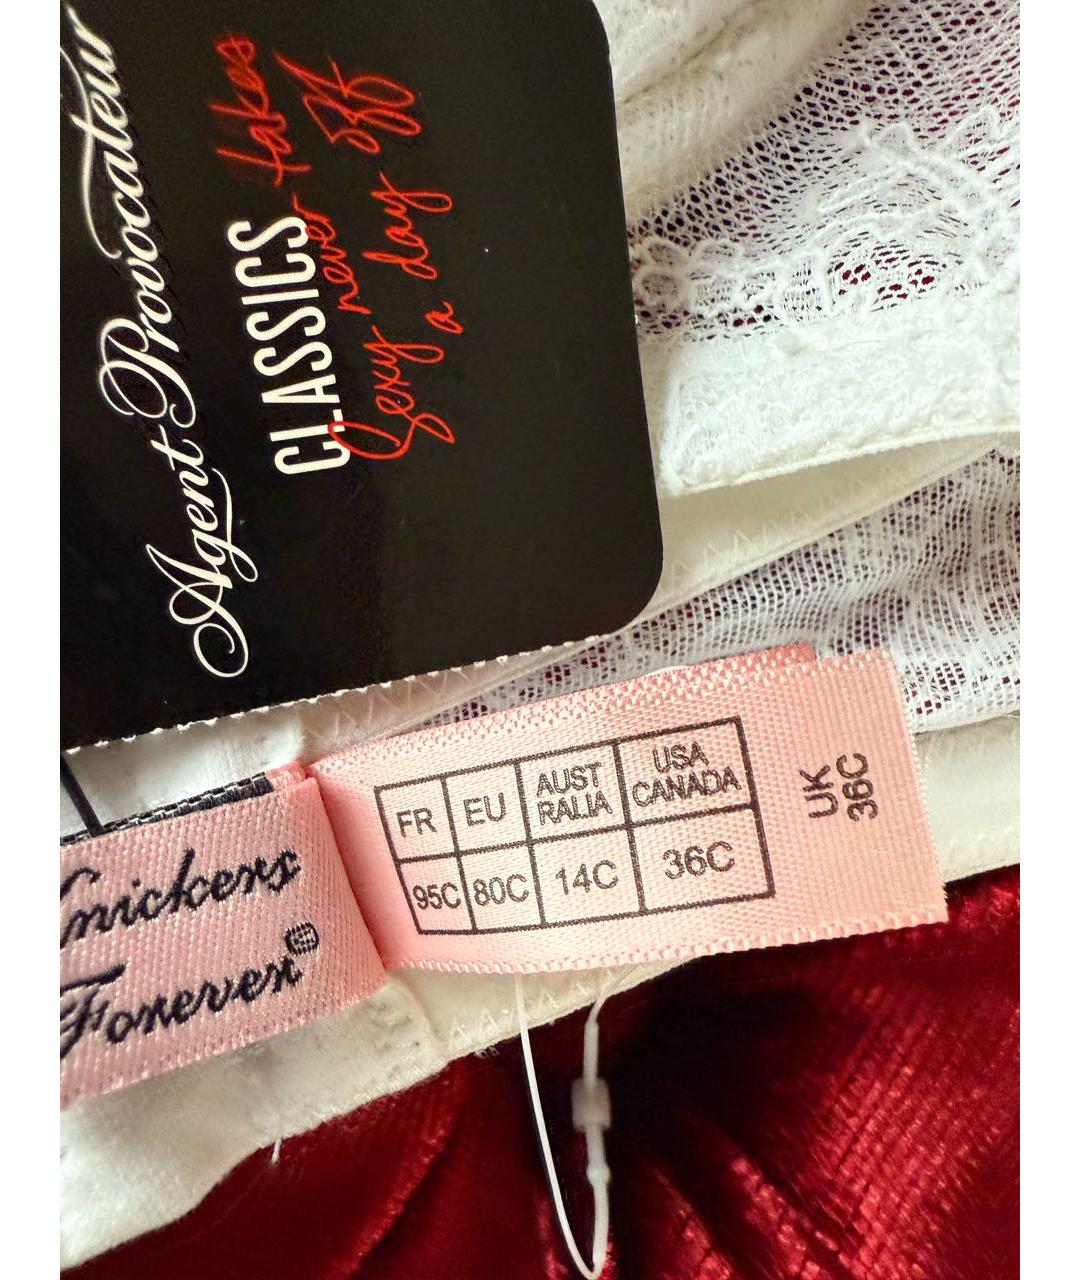 Agent Provocateur
CLASSICS
Sexy never takes
a day off
Knickers
Forever®
FR EU AUST RALIA USA CANADA
95C 80C 14C 36C
UK
36C